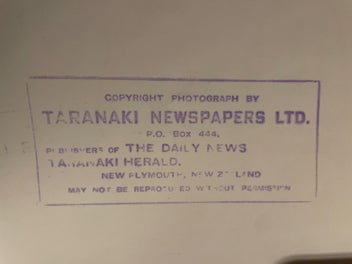 COPYRIGHT PHOTOGRAPH BY
TARANAKI NEWSPAPERS LTD.
P.O. Box 444,
PUBLISHERS OF THE DAILY NEWS
TARANAKI HERALD.
NEW PLYMOUTH, NEW ZEALAND
MAY NOT BE REPRODUCED WITHOUT PERMISSION